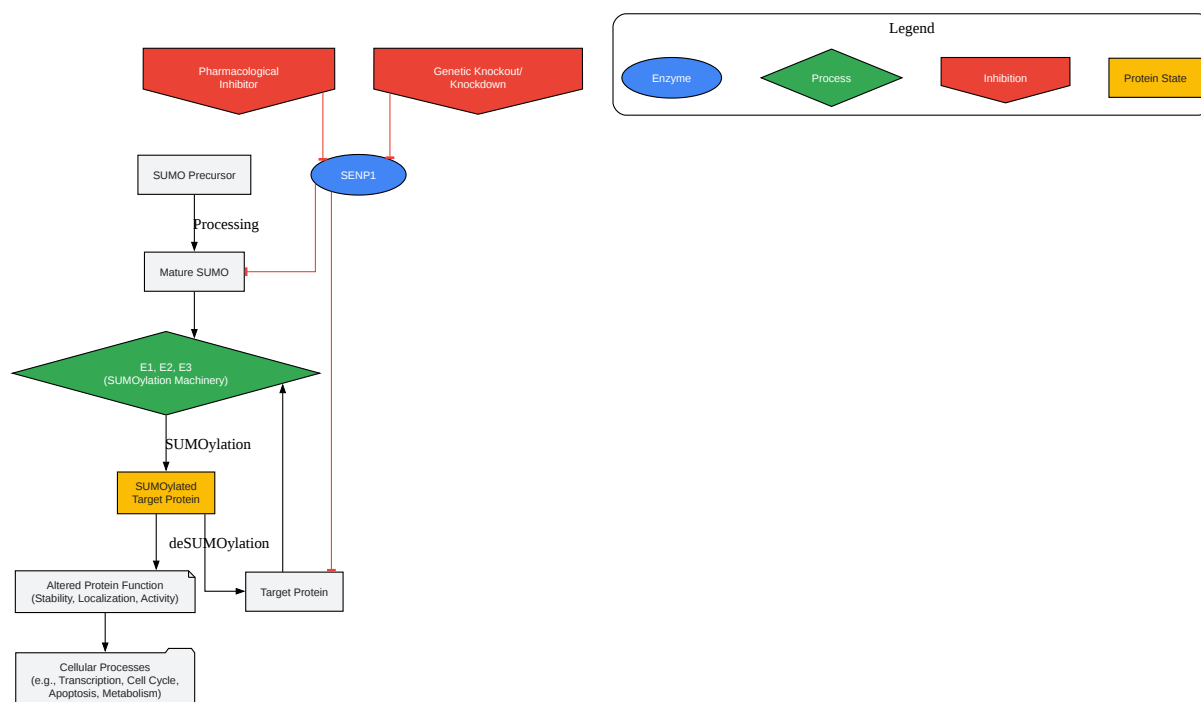 Legend
Pharmacological
Inhibitor
Genetic Knockout/
Knockdown
Enzyme
Process
Inhibition
Protein State
SUMO Precursor
SENP1
Processing
Mature SUMO
E1, E2, E3
(SUMOylation Machinery)
SUMOylation
SUMOylated
Target Protein
deSUMOylation
Altered Protein Function
(Stability, Localization, Activity)
Target Protein
Cellular Processes
(e.g., Transcription, Cell Cycle,
Apoptosis, Metabolism)